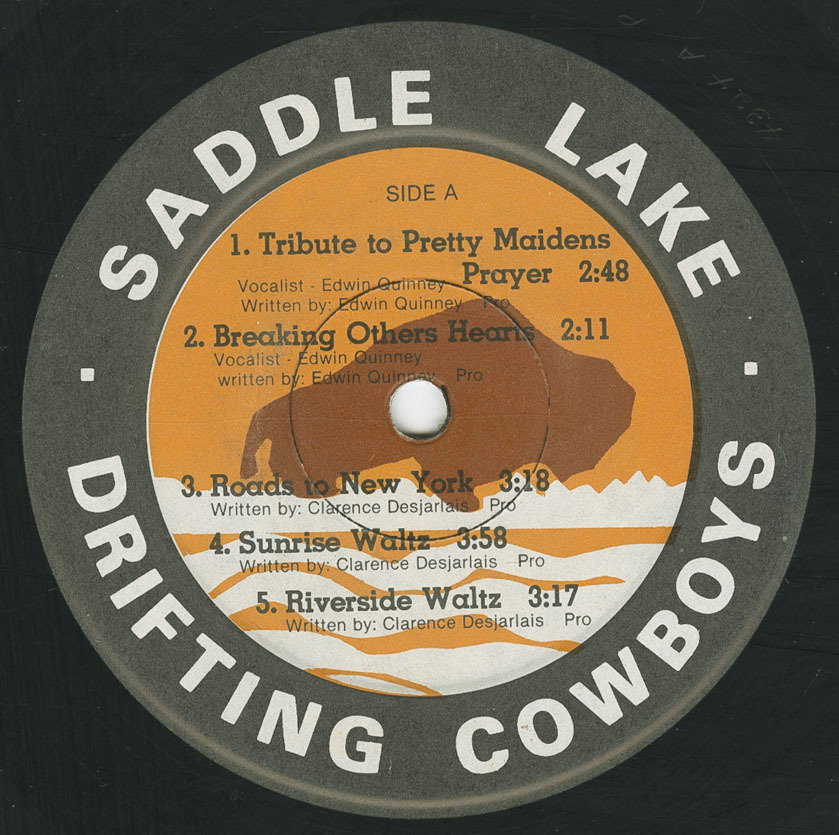 SADDLE LAKE
SIDE A
1. Tribute to Pretty Maidens
Prayer 2:48
Vocalist - Edwin Quinney
Written by: Edwin Quinney Pro
2. Breaking Others Hearts 2:11
Vocalist - Edwin Quinney
written by: Edwin Quinney Pro
3. Roads to New York 3:18
Written by: Clarence Desjarlais Pro
4. Sunrise Waltz 3:58
Written by: Clarence Desjarlais Pro
5. Riverside Waltz 3:17
Written by: Clarence Desjarlais Pro
DRIFTING COWBOYS